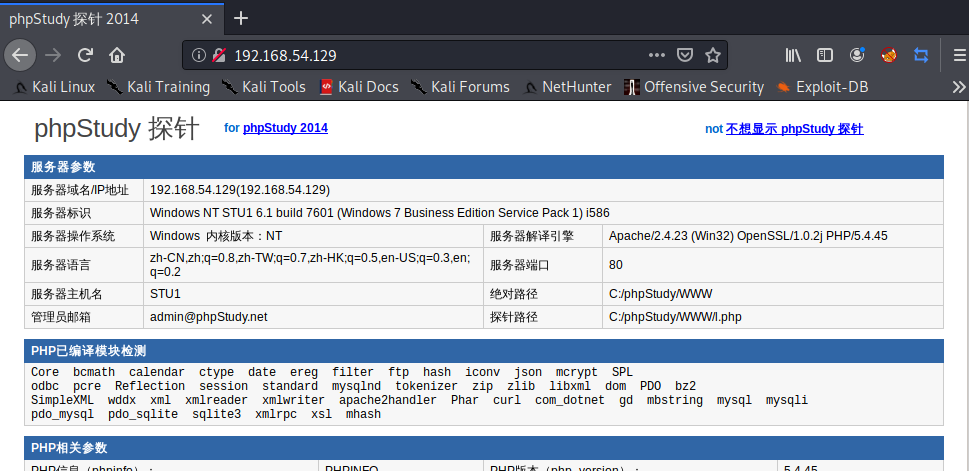 phpStudy 探针 2014
192.168.54.129
Kali Linux Kali Training Kali Tools Kali Docs Kali Forums NetHunter Offensive Security Exploit-DB
phpStudy 探针 for phpStudy 2014 not 不想显示 phpStudy 探针
服务器参数
服务器域名/IP地址 192.168.54.129(192.168.54.129)
服务器标识 Windows NT STU1 6.1 build 7601 (Windows 7 Business Edition Service Pack 1) i586
服务器操作系统 Windows 内核版本：NT 服务器解译引擎 Apache/2.4.23 (Win32) OpenSSL/1.0.2j PHP/5.4.45
服务器语言 zh-CN,zh;q=0.8,zh-TW;q=0.7,zh-HK;q=0.5,en-US;q=0.3,en;
q=0.2 服务器端口 80
服务器主机名 STU1 绝对路径 C:/phpStudy/WWW
管理员邮箱 admin@phpStudy.net 探针路径 C:/phpStudy/WWW/l.php
PHP已编译模块检测
Core bcmath calendar ctype date ereg filter ftp hash iconv json mcrypt SPL
odbc pcre Reflection session standard mysqlnd tokenizer zip zlib libxml dom PDO bz2
SimpleXML wddx xml xmlreader xmlwriter apache2handler Phar curl com_dotnet gd mbstring mysql mysqli
pdo_mysql pdo_sqlite sqlite3 xmlrpc xsl mhash
PHP相关参数
PHP信息（phpinfo）： PHPINFO PHP版本（php_version）： 5.4.45